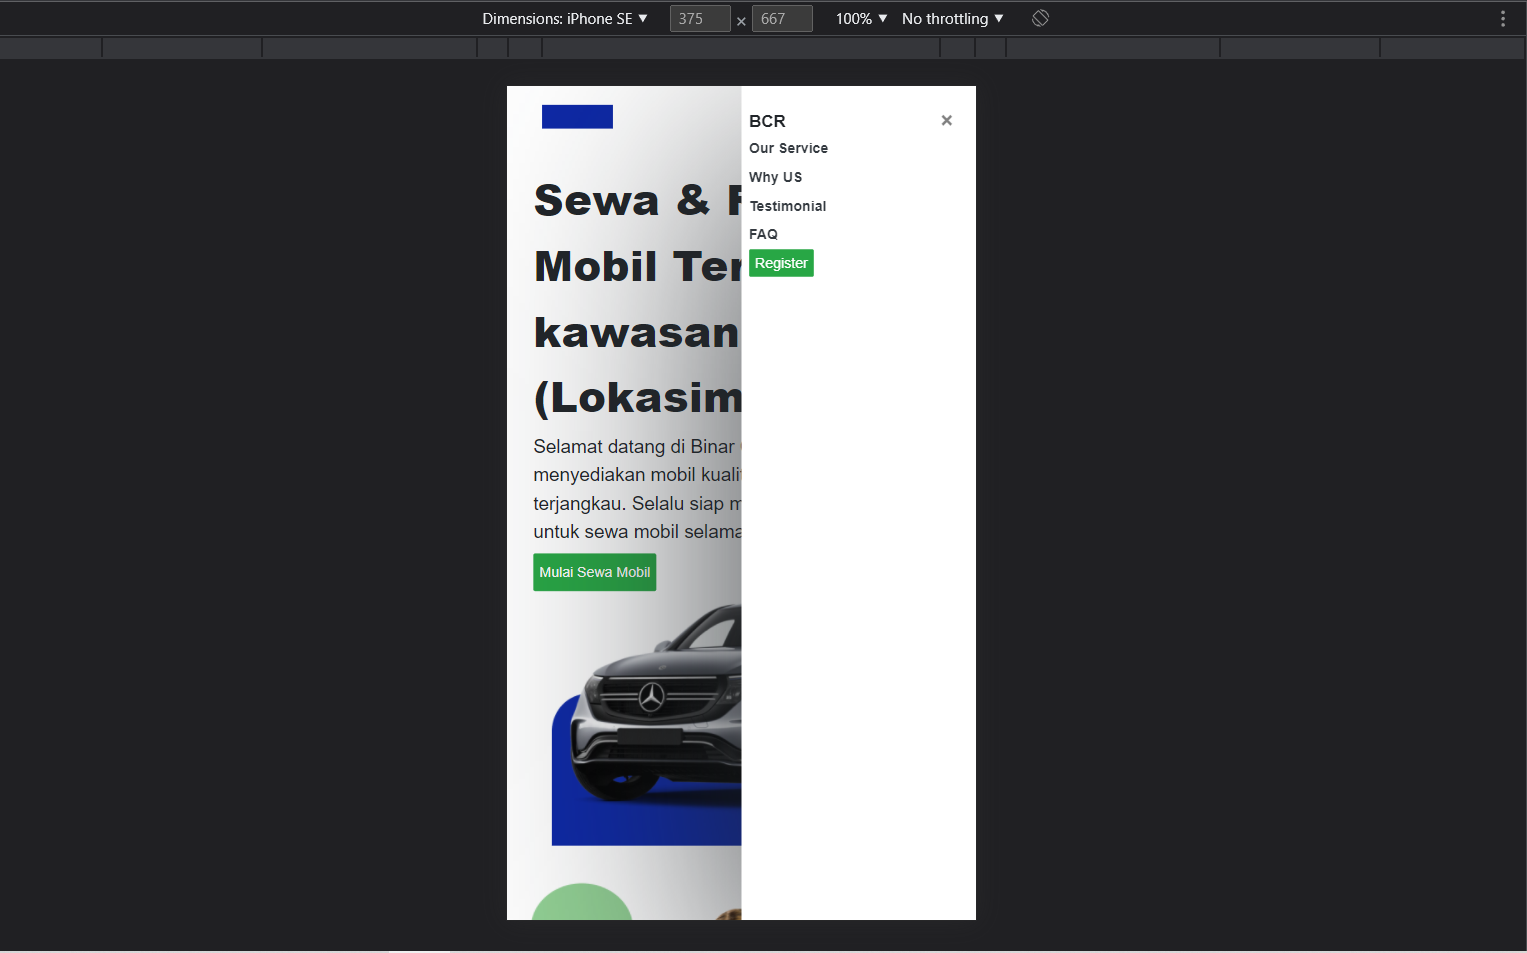 Dimensions: iPhone SE ▼ 375 × 667 100% ▼ No throttling ▼
BCR ×
Our Service
Why US
Testimonial
FAQ
Register
Sewa &
Mobil Ter
kawasan
(Lokasim
Selamat datang di Binar
menyediakan mobil kualit
terjangkau. Selalu siap m
untuk sewa mobil selama
Mulai Sewa Mobil